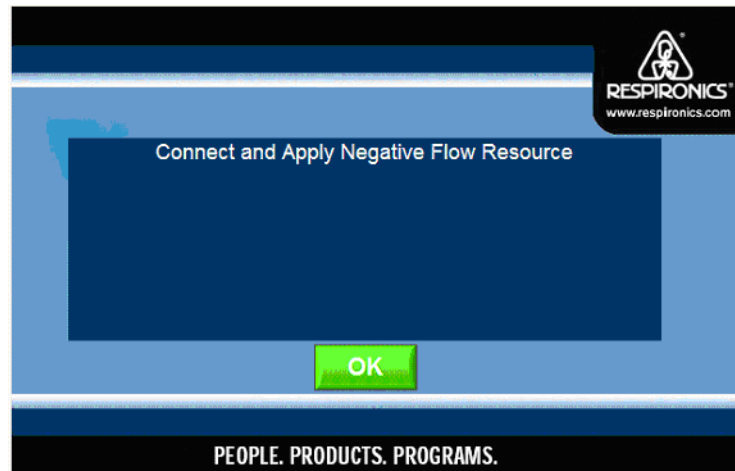 RESPIRONICS®
www.respironics.com
Connect and Apply Negative Flow Resource
OK
PEOPLE. PRODUCTS. PROGRAMS.